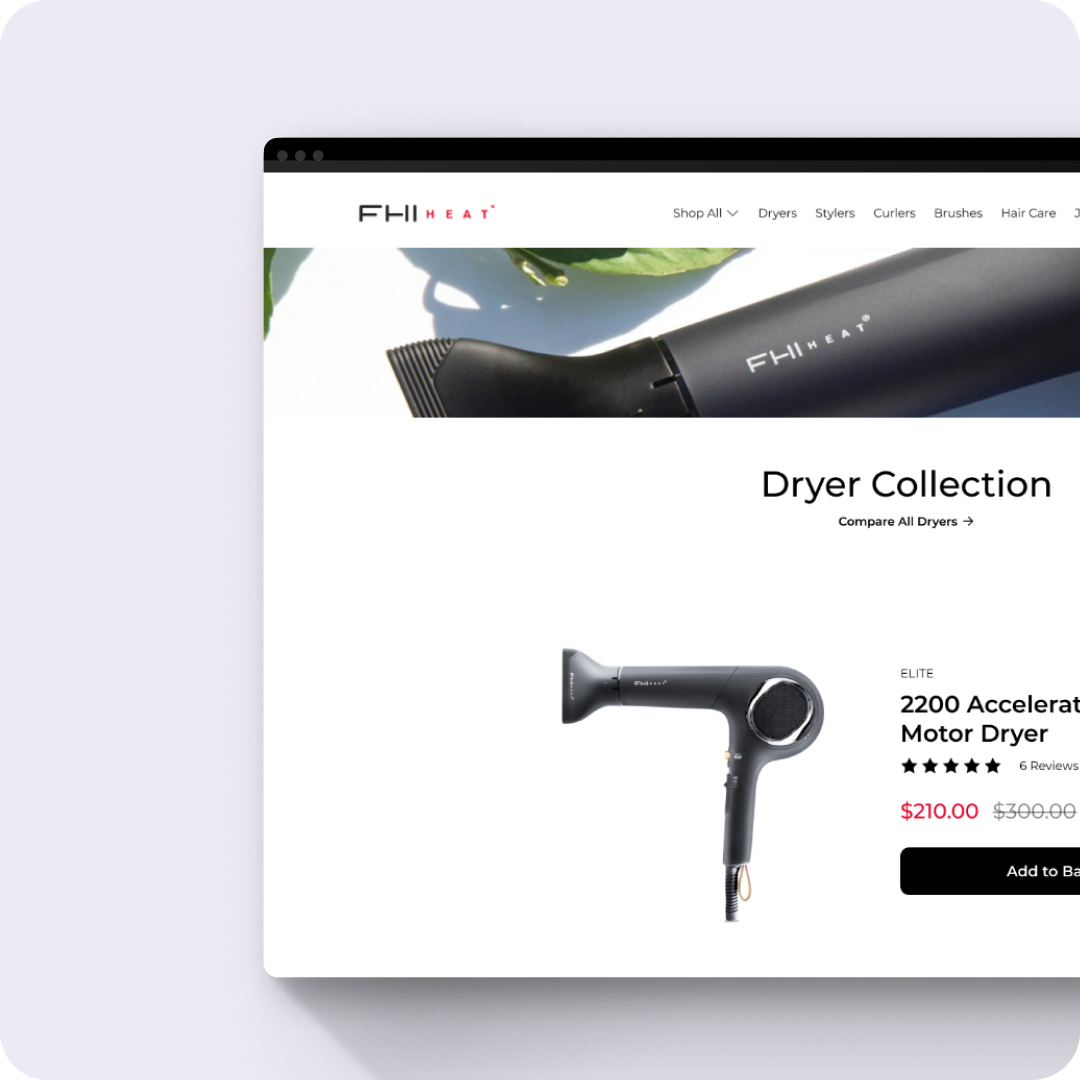 FHI HEAT®
Shop All Dryers Stylers Curlers Brushes Hair Care J
FHI HEAT®
Dryer Collection
Compare All Dryers →
FHI HEAT
ELITE
2200 Accelerat
Motor Dryer
6 Reviews
$210.00 $300.00
Add to Ba